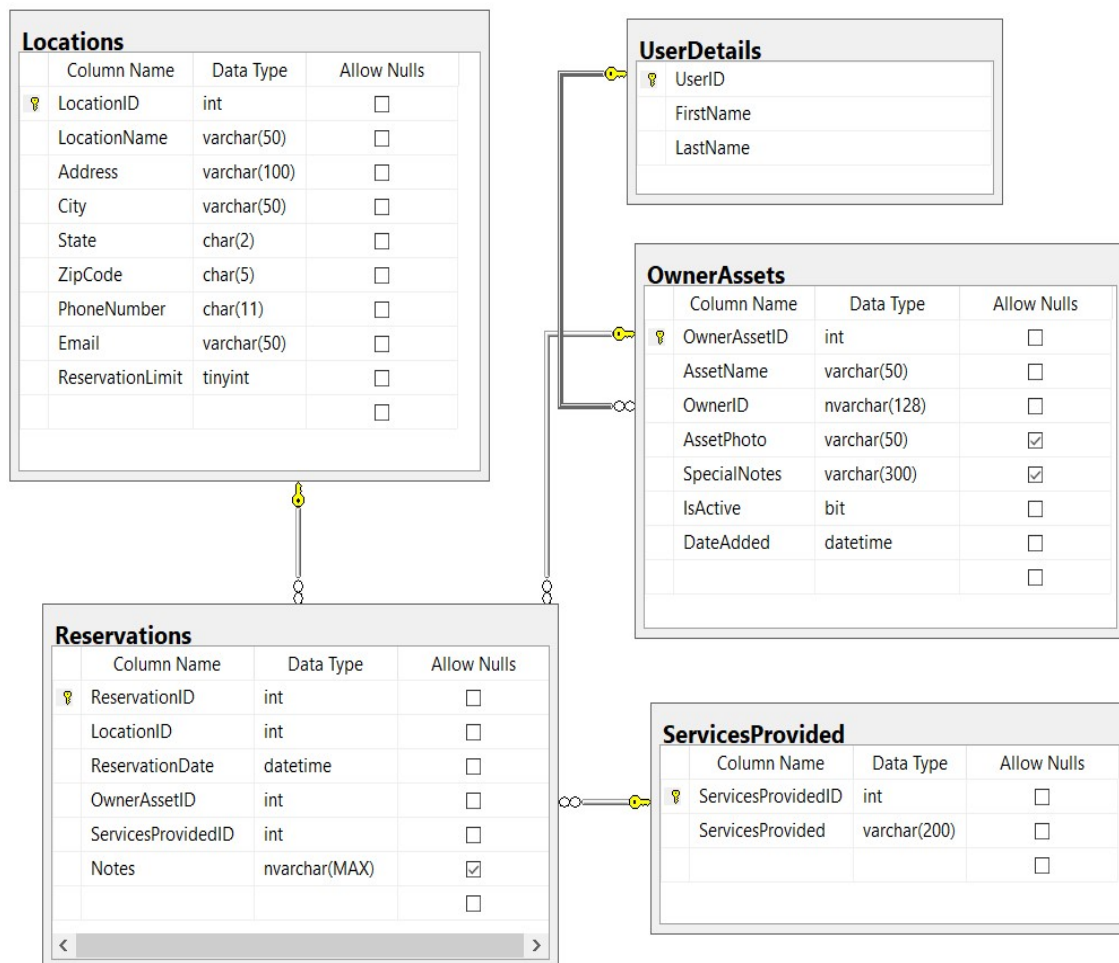 Locations
Column Name Data Type Allow Nulls
LocationID int
LocationName varchar(50)
Address varchar(100)
City varchar(50)
State char(2)
ZipCode char(5)
PhoneNumber char(11)
Email varchar(50)
ReservationLimit tinyint
UserDetails
UserID
FirstName
LastName
OwnerAssets
Column Name Data Type Allow Nulls
OwnerAssetID int
AssetName varchar(50)
OwnerID nvarchar(128)
AssetPhoto varchar(50)
SpecialNotes varchar(300)
IsActive bit
DateAdded datetime
Reservations
Column Name Data Type Allow Nulls
ReservationID int
LocationID int
ReservationDate datetime
OwnerAssetID int
ServicesProvidedID int
Notes nvarchar(MAX)
ServicesProvided
Column Name Data Type Allow Nulls
ServicesProvidedID int
ServicesProvided varchar(200)